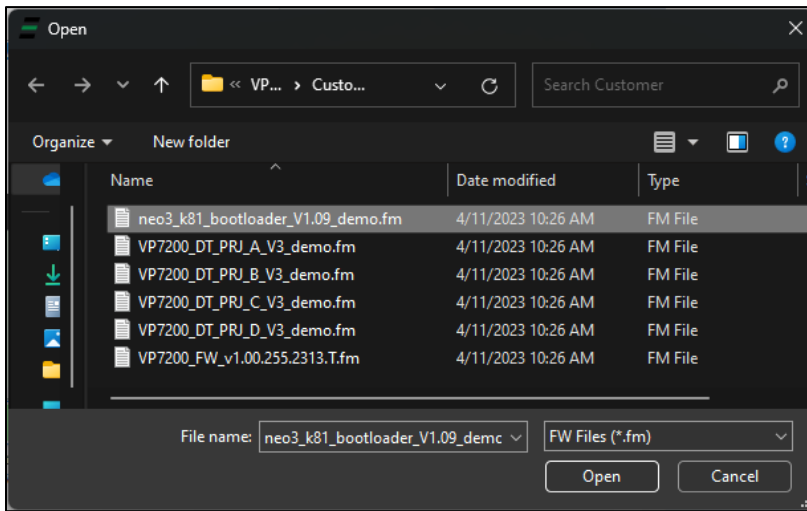 Open
« VP... › Custo...
Search Customer
Organize
New folder
Name Date modified Type
neo3_k81_bootloader_V1.09_demo.fm 4/11/2023 10:26 AM FM File
VP7200_DT_PRJ_A_V3_demo.fm 4/11/2023 10:26 AM FM File
VP7200_DT_PRJ_B_V3_demo.fm 4/11/2023 10:26 AM FM File
VP7200_DT_PRJ_C_V3_demo.fm 4/11/2023 10:26 AM FM File
VP7200_DT_PRJ_D_V3_demo.fm 4/11/2023 10:26 AM FM File
VP7200_FW_v1.00.255.2313.T.fm 4/11/2023 10:26 AM FM File
File name: neo3_k81_bootloader_V1.09_demc FW Files (*.fm)
Open Cancel